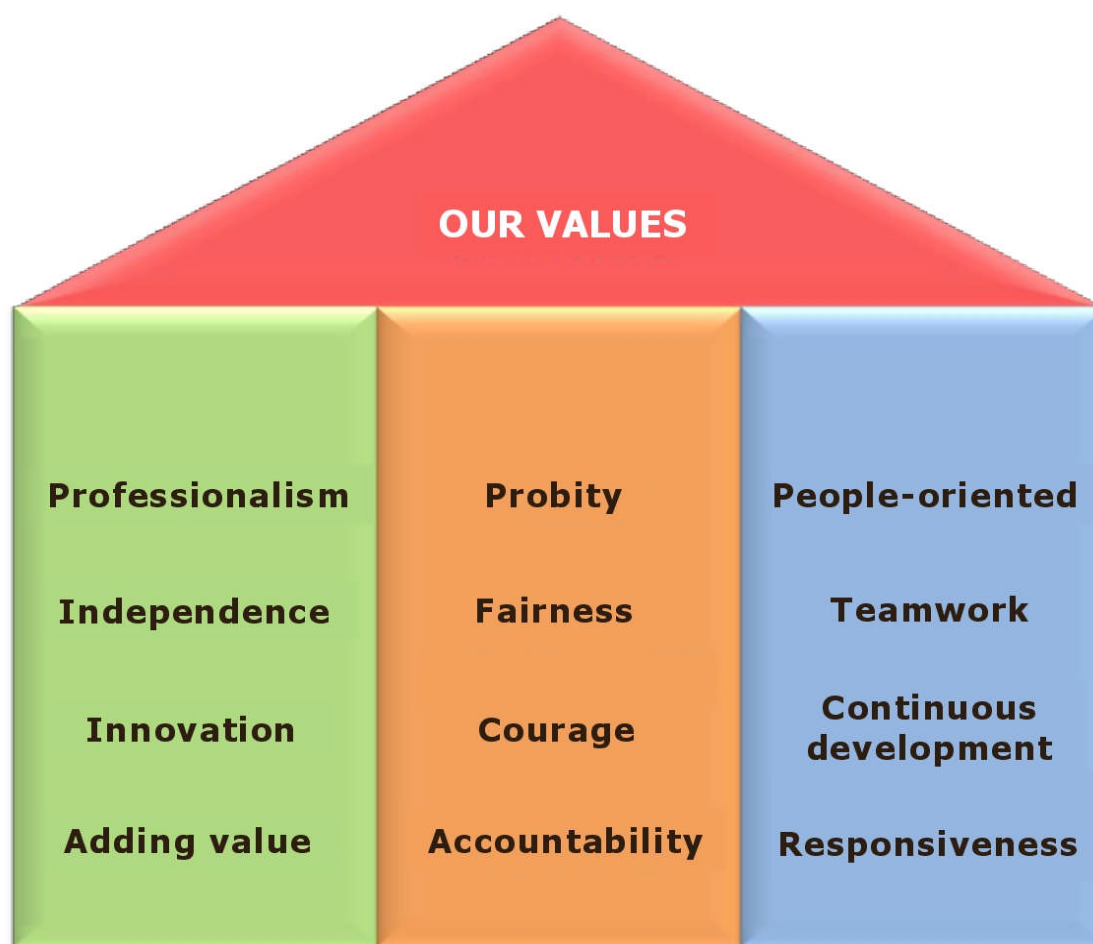 OUR VALUES
Professionalism
Independence
Innovation
Adding value
Probity
Fairness
Courage
Accountability
People-oriented
Teamwork
Continuous
development
Responsiveness